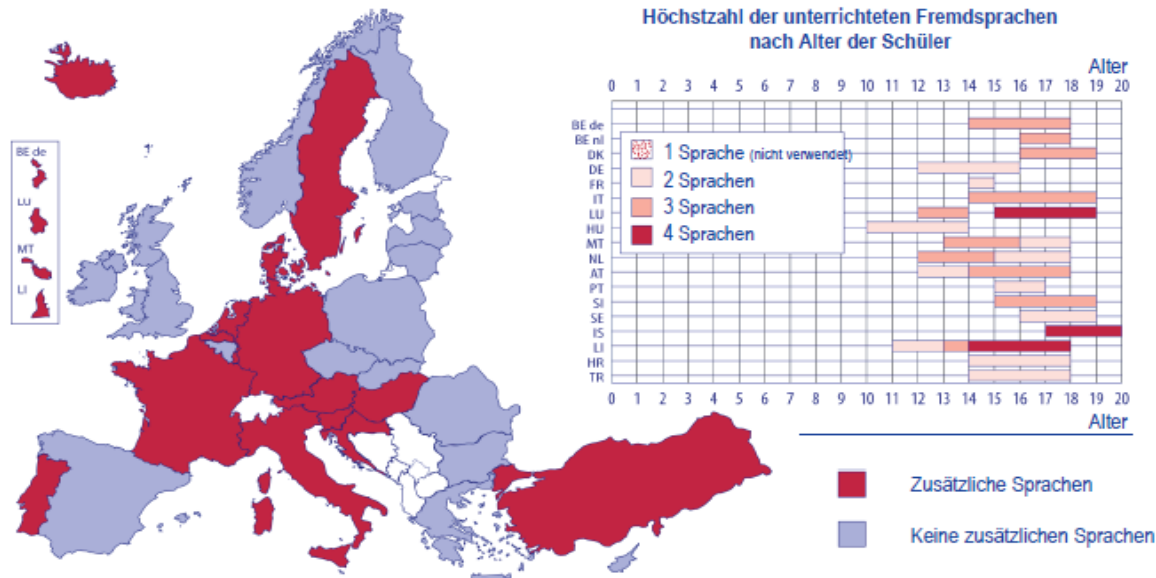 Höchstzahl der unterrichteten Fremdsprachen
nach Alter der Schüler
Alter
0 1 2 3 4 5 6 7 8 9 10 11 12 13 14 15 16 17 18 19 20
BE de
BE nl
DK
DE
FR
IT
LU
HU
MT
NL
AT
PT
SI
SE
IS
LI
HR
TR
1 Sprache (nicht verwendet)
2 Sprachen
3 Sprachen
4 Sprachen
0 1 2 3 4 5 6 7 8 9 10 11 12 13 14 15 16 17 18 19 20
Alter
BE de
LU
MT
LI
Zusätzliche Sprachen
Keine zusätzlichen Sprachen